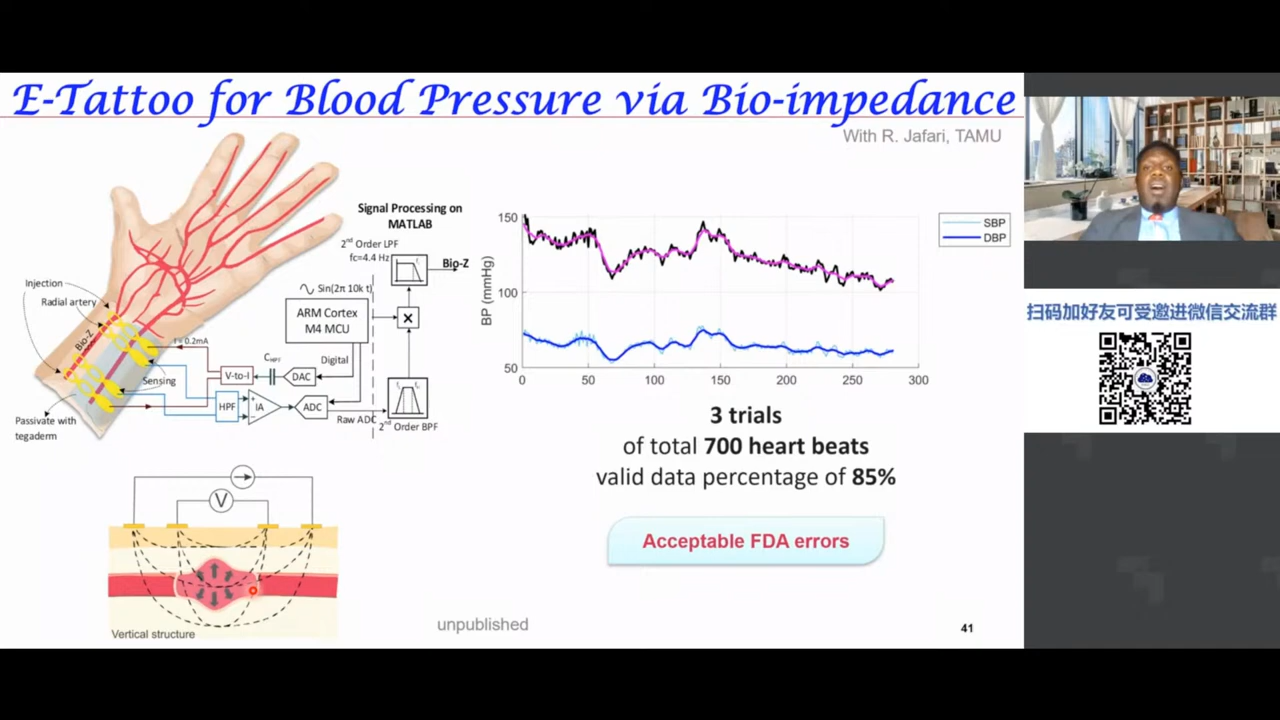 E-Tattoo for Blood Pressure via Bio-impedance
With R. Jafari, TAMU
Signal Processing on
MATLAB
2nd Order LPF
fc=4.4 Hz
Bio-Z
Injection
Radial artery
Bio-Z
Sin(2π 10k t)
ARM Cortex
M4 MCU
X
I = 0.2mA
Digital
CHPF
V-to-I
DAC
Sensing
HPF
+
−
IA
ADC
Raw ADC
2nd Order BPF
Passivate with
tegaderm
V
Vertical structure
BP (mmHg)
150
100
50
0
50
100
150
200
250
300
SBP
DBP
3 trials
of total 700 heart beats
valid data percentage of 85%
Acceptable FDA errors
unpublished
41
扫码加好友可受邀进微信交流群